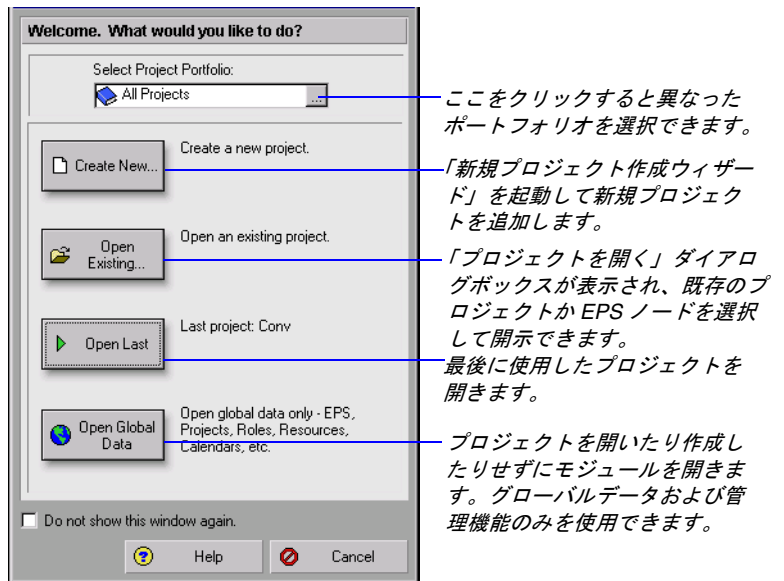 Welcome. What would you like to do?
Select Project Portfolio:
All Projects
...
ここをクリックすると異なった
ポートフォリオを選択できます。
Create New...
Create a new project.
「新規プロジェクト作成ウィザー
ド」を起動して新規プロジェク
トを追加します。
Open
Existing...
Open an existing project.
「プロジェクトを開く」ダイアロ
グボックスが表示され、既存のプ
ロジェクトか EPS ノードを選択
して開示できます。
Open Last
Last project: Conv
最後に使用したプロジェクトを
開きます。
Open Global
Data
Open global data only - EPS,
Projects, Roles, Resources,
Calendars, etc.
プロジェクトを開いたり作成し
たりせずにモジュールを開きま
す。グローバルデータおよび管
理機能のみを使用できます。
Do not show this window again.
Help
Cancel